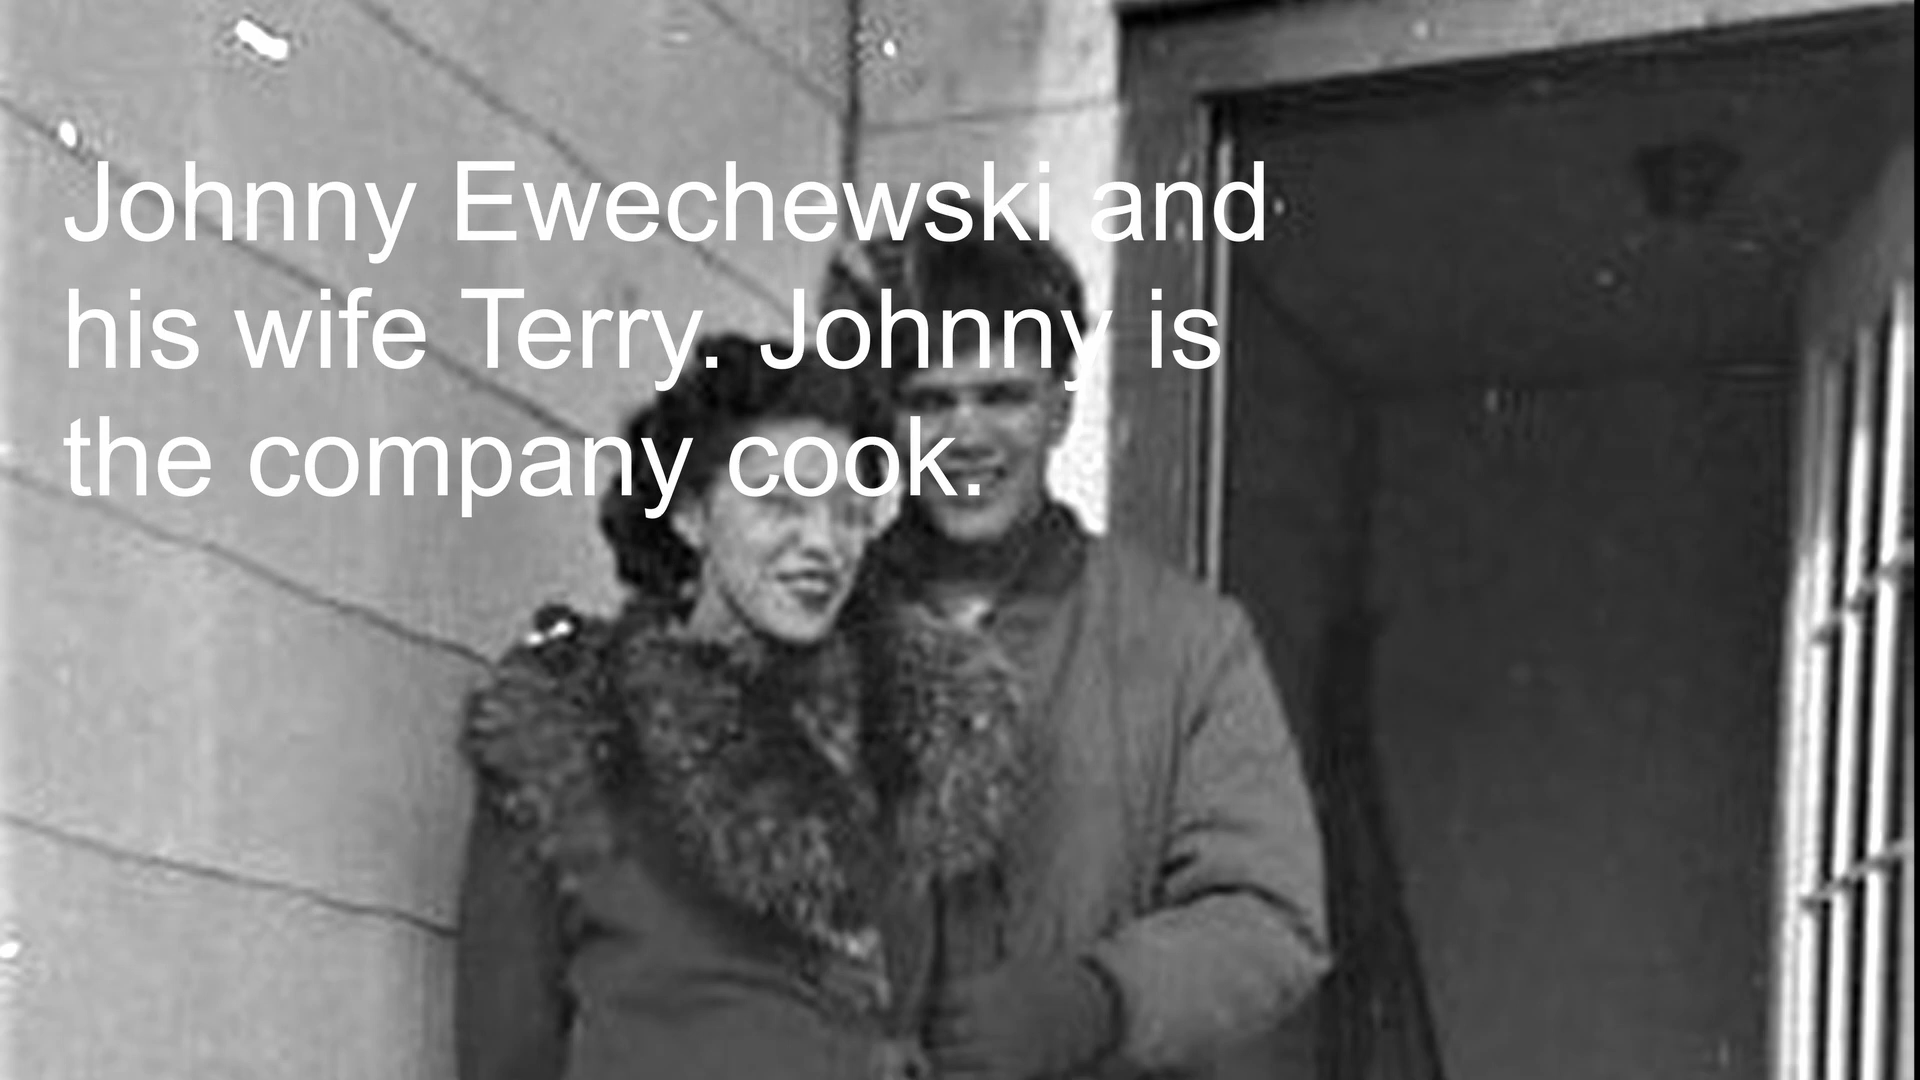 Johnny Ewechewski and
his wife Terry. Johnny is
the company cook.